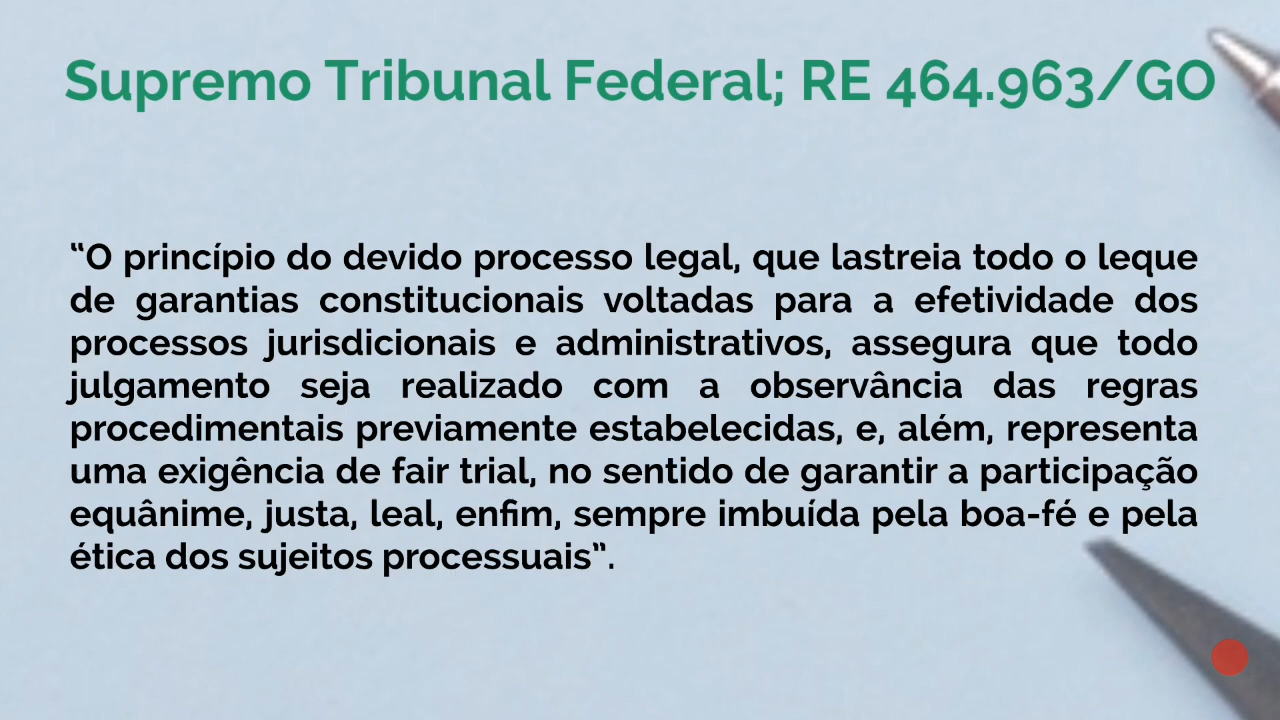 Supremo Tribunal Federal; RE 464.963/GO
“O princípio do devido processo legal, que lastreia todo o leque
de garantias constitucionais voltadas para a efetividade dos
processos jurisdicionais e administrativos, assegura que todo
julgamento seja realizado com a observância das regras
procedimentais previamente estabelecidas, e, além, representa
uma exigência de fair trial, no sentido de garantir a participação
equânime, justa, leal, enfim, sempre imbuída pela boa-fé e pela
ética dos sujeitos processuais”.